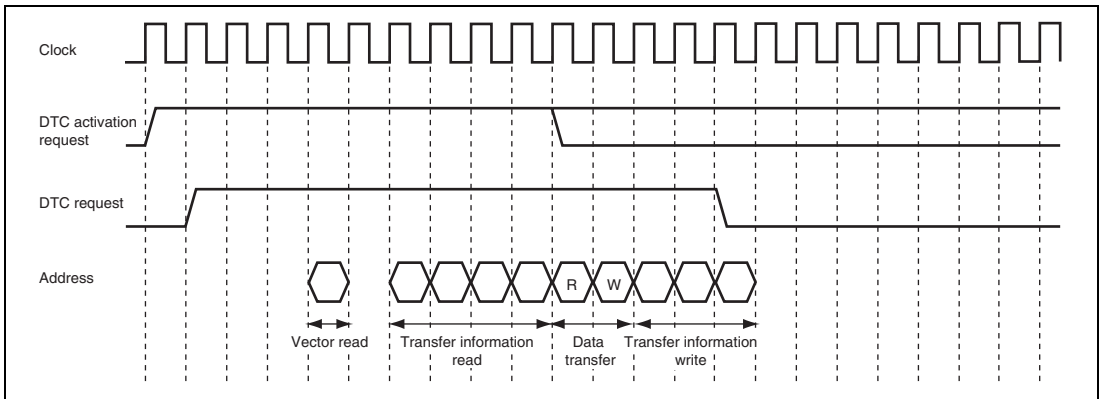 Clock
DTC activation
request
DTC request
Address
R W
Vector read
Transfer information
read
Data
transfer
Transfer information
write